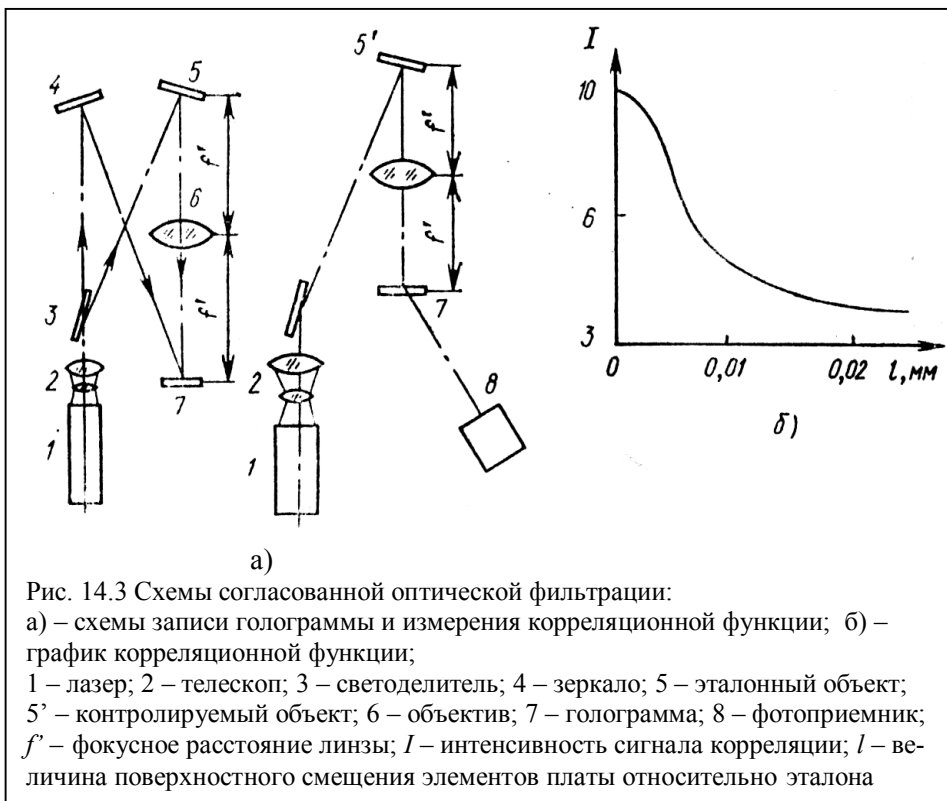 4
5
f'
6
f'
3
2
7
1
5'
f'
f'
7
2
8
1
I
10
6
3
0
0,01
0,02
l, мм
б)
а)
Рис. 14.3 Схемы согласованной оптической фильтрации:
а) – схемы записи голограммы и измерения корреляционной функции; б) –
график корреляционной функции;
1 – лазер; 2 – телескоп; 3 – светоделитель; 4 – зеркало; 5 – эталонный объект;
5’ – контролируемый объект; 6 – объектив; 7 – голограмма; 8 – фотоприемник;
f’ – фокусное расстояние линзы; I – интенсивность сигнала корреляции; l – ве-
личина поверхностного смещения элементов платы относительно эталона